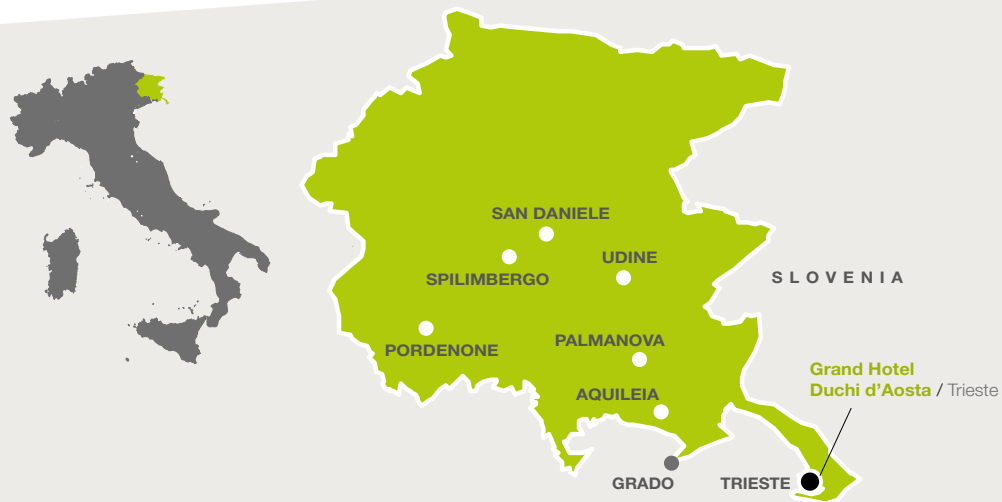 SAN DANIELE
UDINE
SPILIMBERGO
SLOVENIA
PALMANOVA
PORDENONE
Grand Hotel
Duchi d'Aosta / Trieste
AQUILEIA
GRADO
TRIESTE